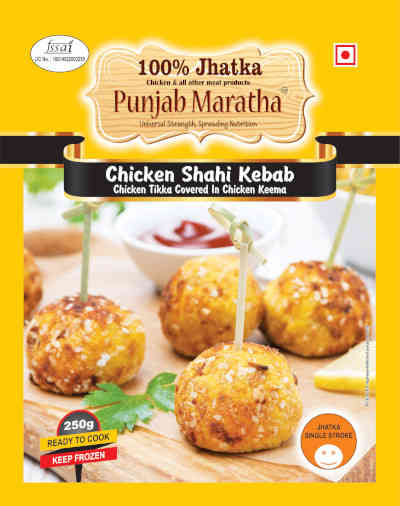 fssai
100% Jhatka
Chicken & all other meat products
Punjab Maratha
Universal Strength, Spreading Nutrition
Chicken Shahi Kebab
Chicken Tikka Covered In Chicken Keema
250g
READY TO COOK
KEEP FROZEN
JHATKA
SINGLE STROKE